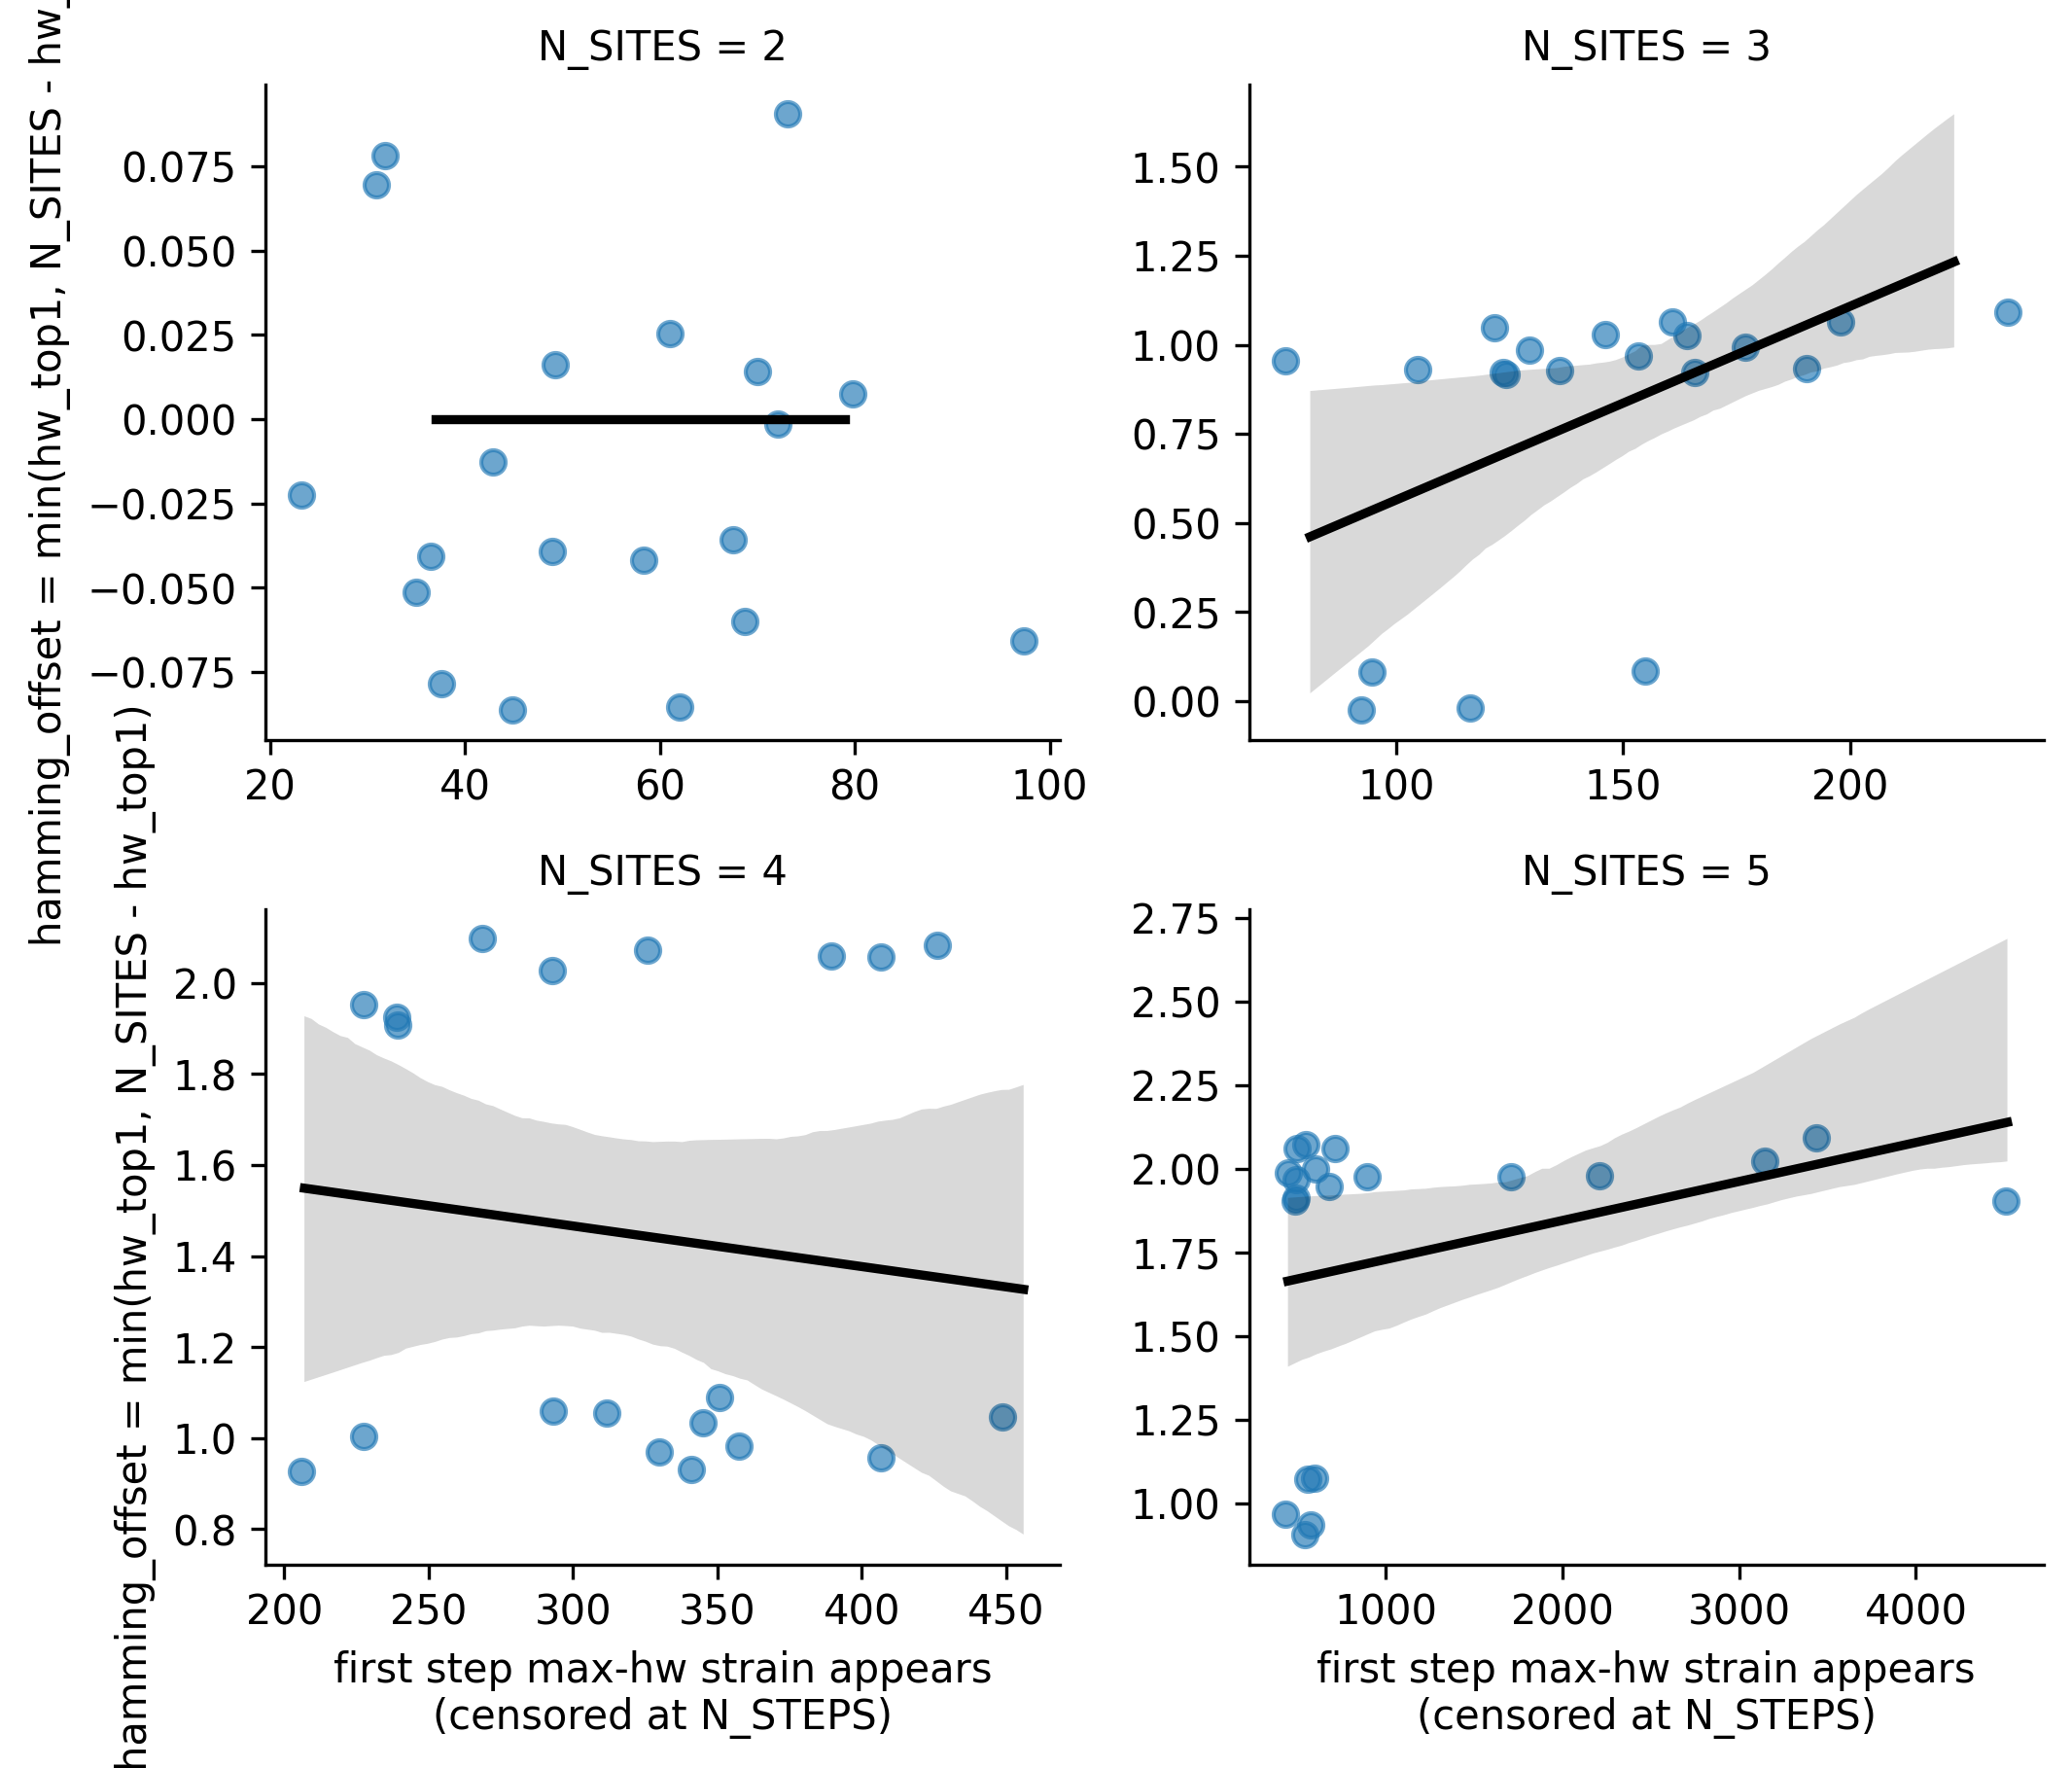 hamming_offset = min(hw_top1, N_SITES - hw_
N_SITES = 2
0.075
0.050
0.025
0.000
−0.025
−0.050
−0.075
20 40 60 80 100
N_SITES = 3
1.50
1.25
1.00
0.75
0.50
0.25
0.00
100 150 200
hamming_offset = min(hw_top1, N_SITES - hw_top1)
N_SITES = 4
2.0
1.8
1.6
1.4
1.2
1.0
0.8
200 250 300 350 400 450
first step max-hw strain appears
(censored at N_STEPS)
N_SITES = 5
2.75
2.50
2.25
2.00
1.75
1.50
1.25
1.00
1000 2000 3000 4000
first step max-hw strain appears
(censored at N_STEPS)